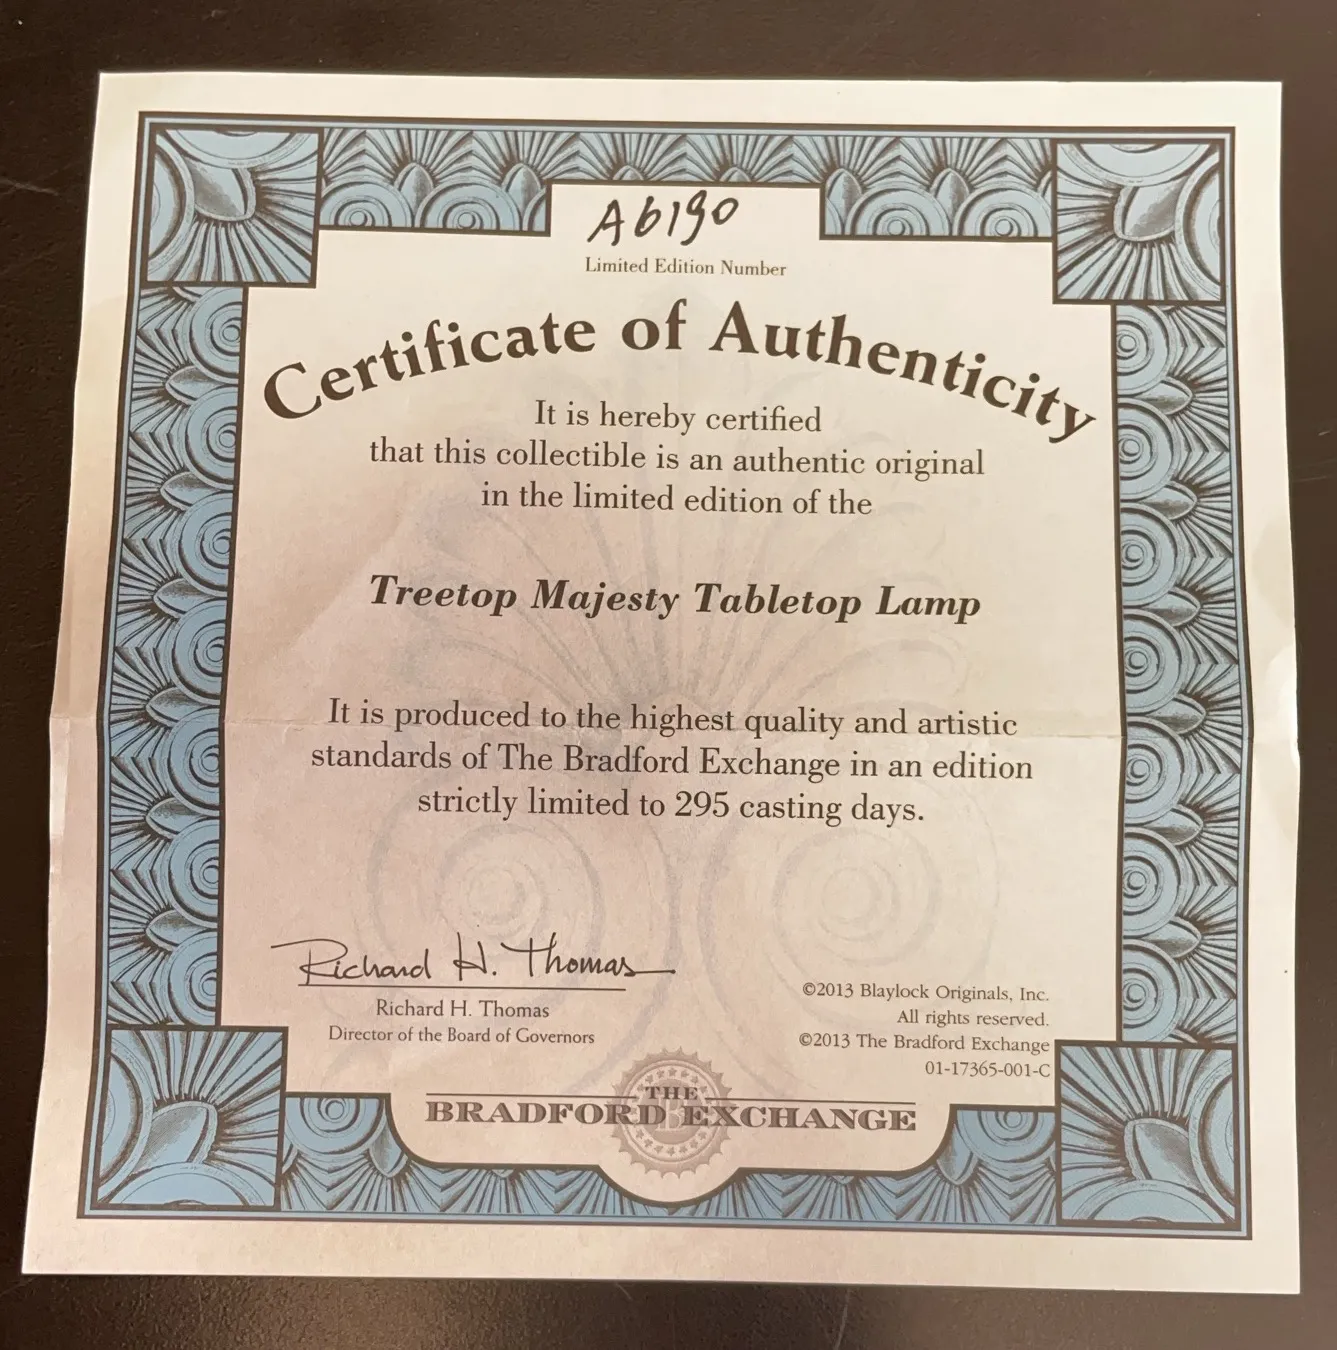 A6190
Limited Edition Number
Certificate of Authenticity
It is hereby certified
that this collectible is an authentic original
in the limited edition of the
Treetop Majesty Tabletop Lamp
It is produced to the highest quality and artistic
standards of The Bradford Exchange in an edition
strictly limited to 295 casting days.
Richard H. Thomas
Richard H. Thomas
Director of the Board of Governors
©2013 Blaylock Originals, Inc.
All rights reserved.
©2013 The Bradford Exchange
01-17365-001-C
THE
BRADFORD EXCHANGE